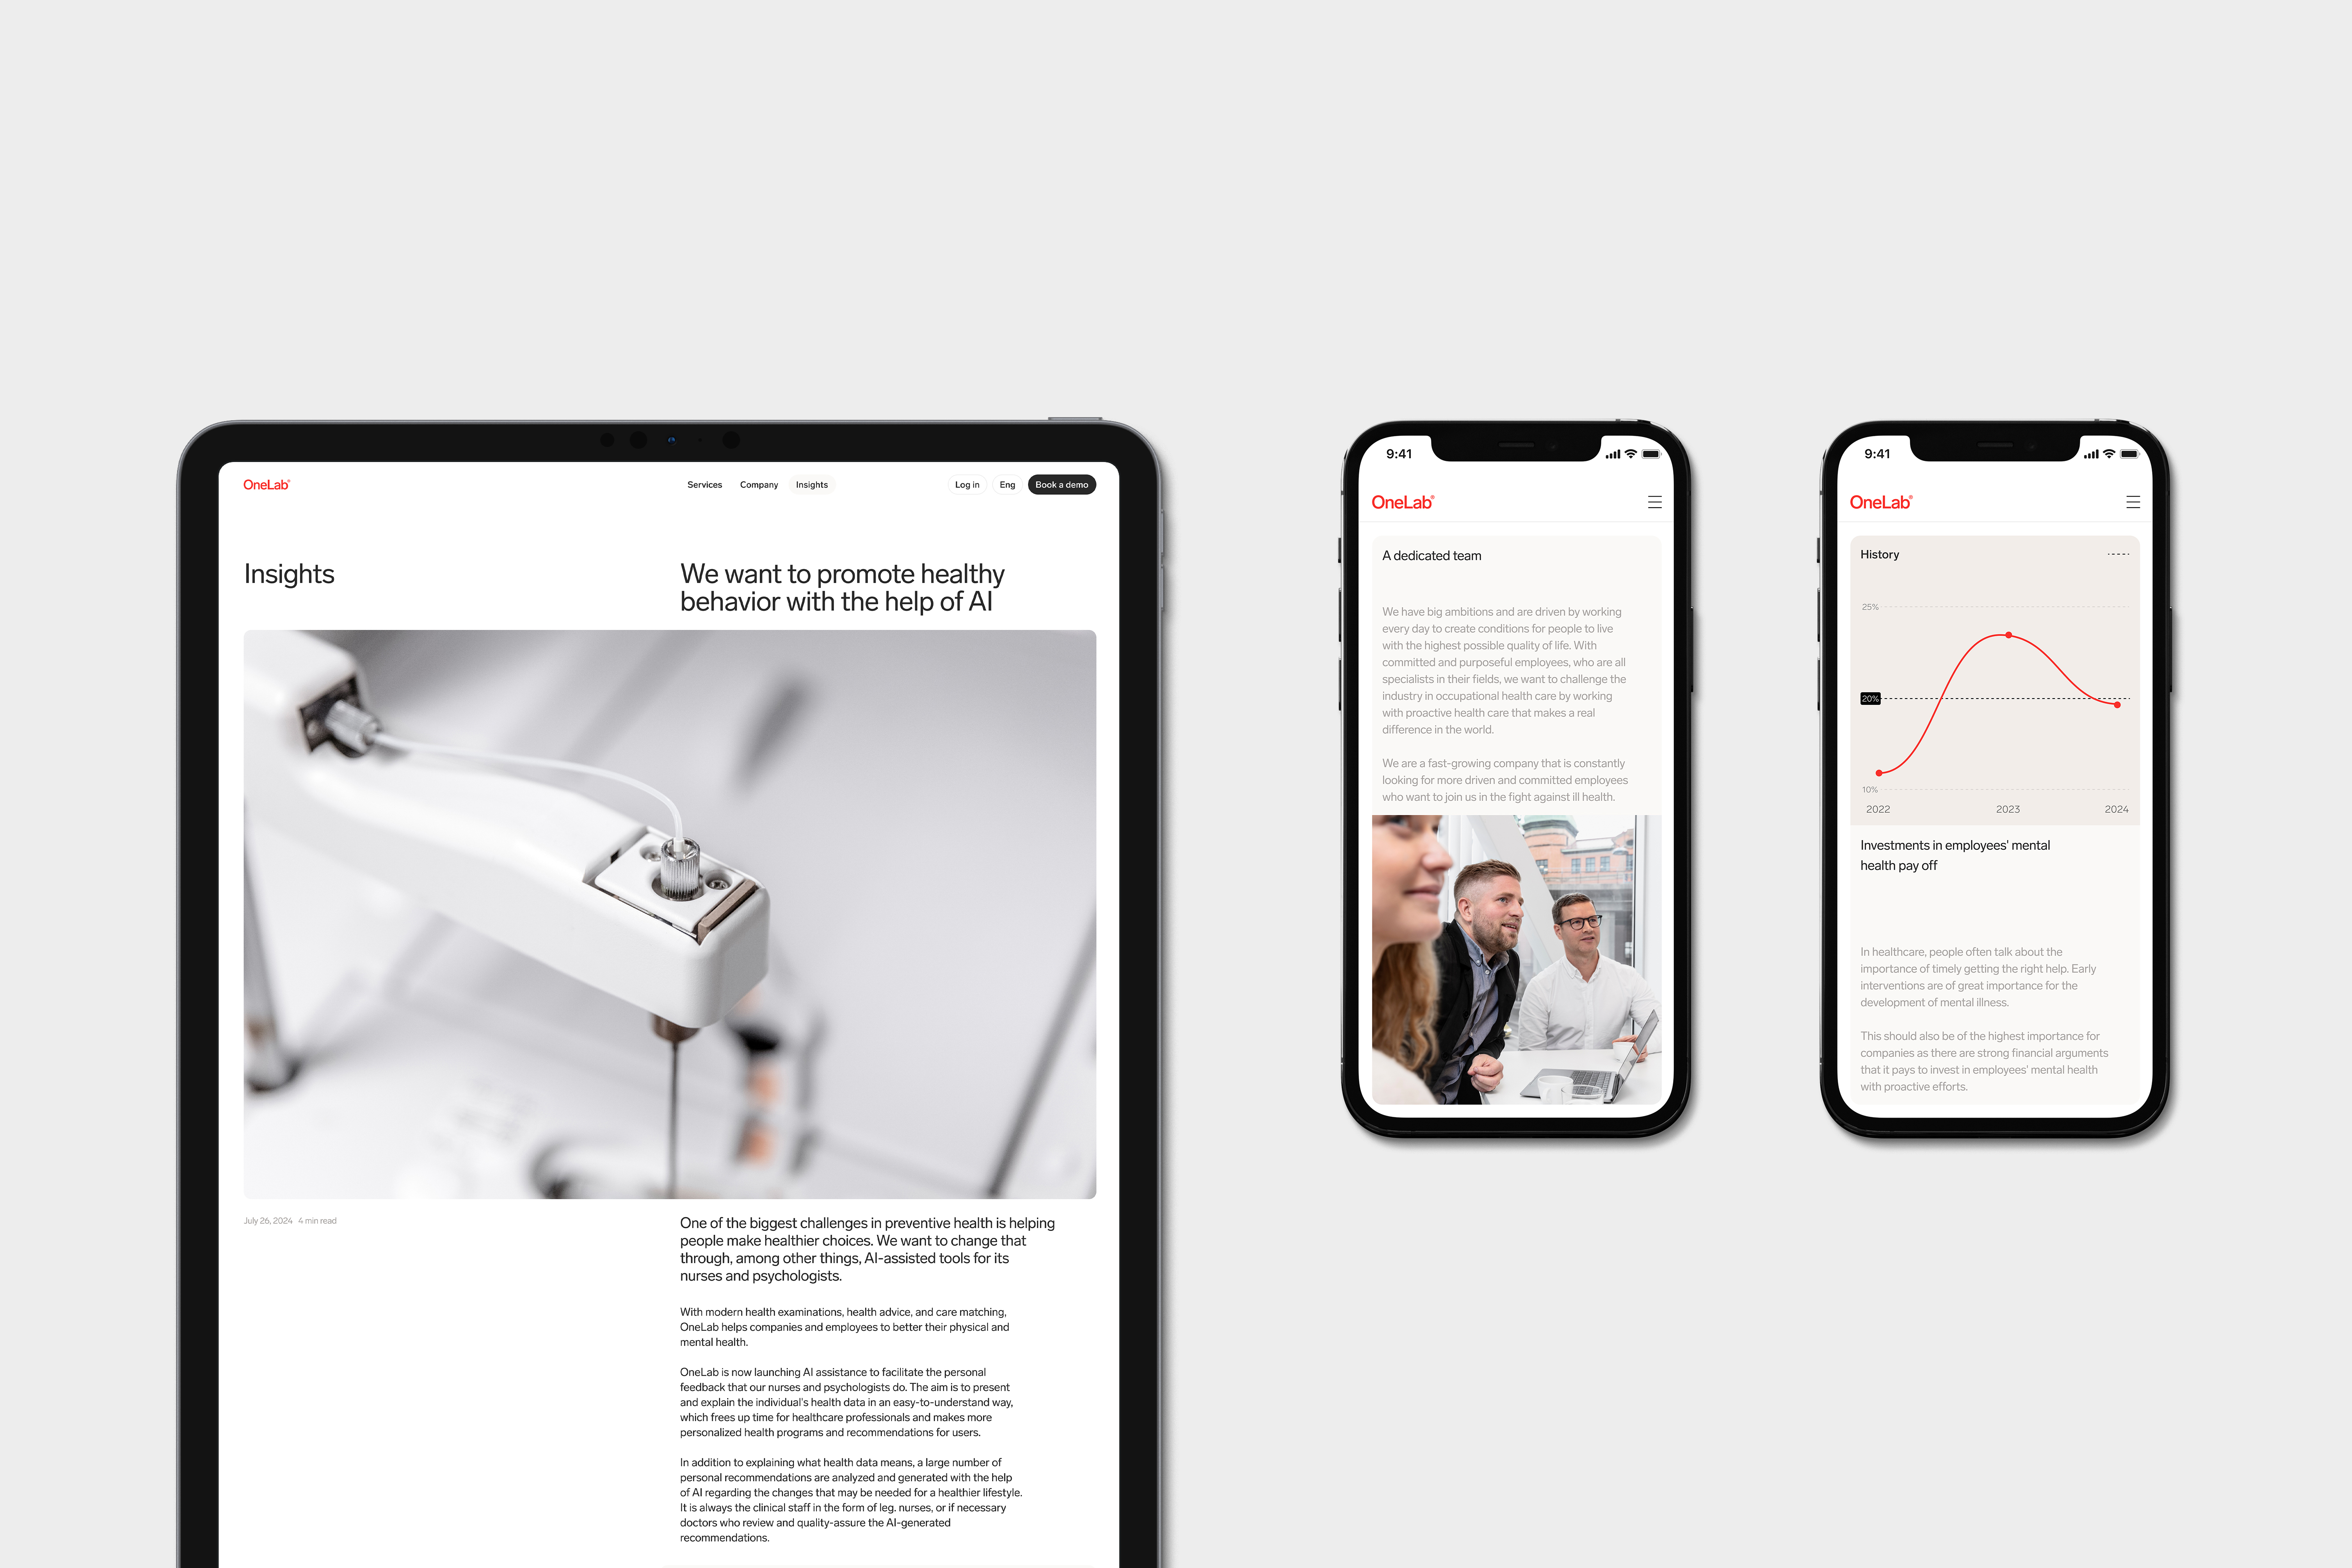 OneLab®
Services Company Insights
Log in Eng Book a demo
Insights
We want to promote healthy
behavior with the help of AI
July 26, 2024 4 min read
One of the biggest challenges in preventive health is helping
people make healthier choices. We want to change that
through, among other things, AI-assisted tools for its
nurses and psychologists.
With modern health examinations, health advice, and care matching,
OneLab helps companies and employees to better their physical and
mental health.
OneLab is now launching AI assistance to facilitate the personal
feedback that our nurses and psychologists do. The aim is to present
and explain the individual's health data in an easy-to-understand way,
which frees up time for healthcare professionals and makes more
personalized health programs and recommendations for users.
In addition to explaining what health data means, a large number of
personal recommendations are analyzed and generated with the help
of AI regarding the changes that may be needed for a healthier lifestyle.
It is always the clinical staff in the form of leg. nurses, or if necessary
doctors who review and quality-assure the AI-generated
recommendations.
9:41
OneLab®
A dedicated team
We have big ambitions and are driven by working
every day to create conditions for people to live
with the highest possible quality of life. With
committed and purposeful employees, who are all
specialists in their fields, we want to challenge the
industry in occupational health care by working
with proactive health care that makes a real
difference in the world.
We are a fast-growing company that is constantly
looking for more driven and committed employees
who want to join us in the fight against ill health.
9:41
OneLab®
History
25%
20%
10%
2022 2023 2024
Investments in employees' mental
health pay off
In healthcare, people often talk about the
importance of timely getting the right help. Early
interventions are of great importance for the
development of mental illness.
This should also be of the highest importance for
companies as there are strong financial arguments
that it pays to invest in employees' mental health
with proactive efforts.